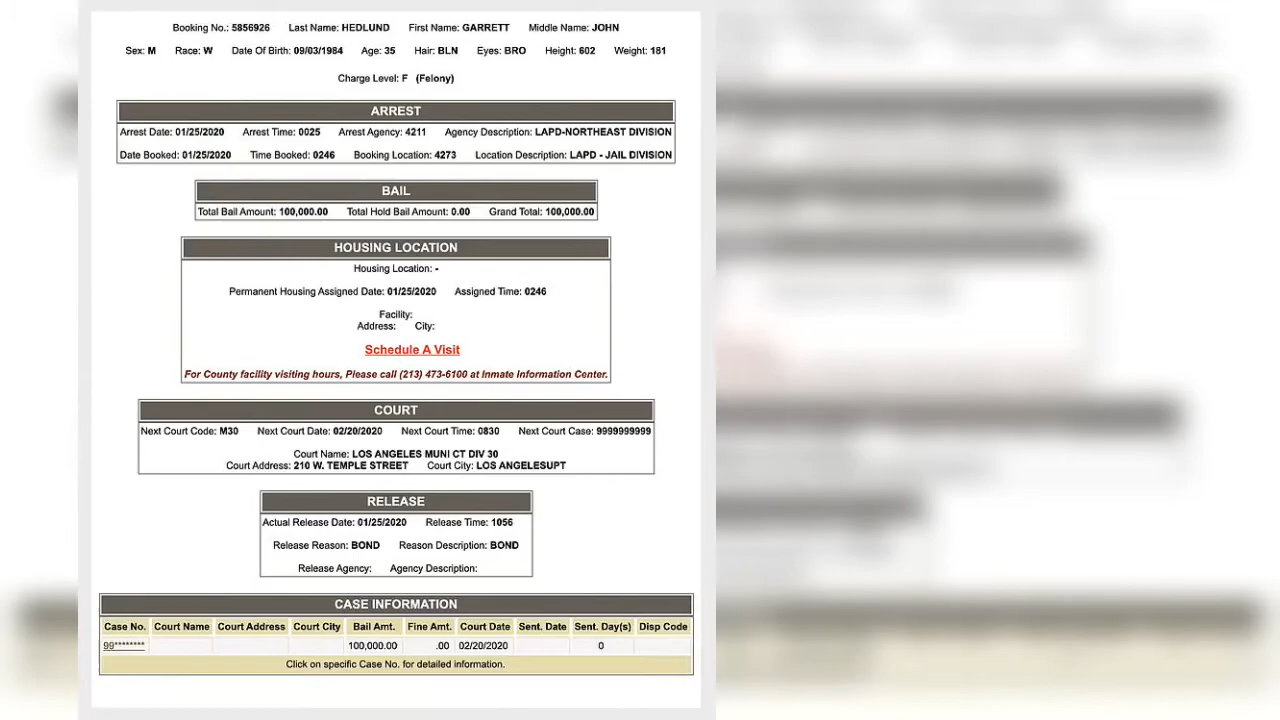 Booking No.: 5856926 Last Name: HEDLUND First Name: GARRETT Middle Name: JOHN
Sex: M Race: W Date Of Birth: 09/03/1984 Age: 35 Hair: BLN Eyes: BRO Height: 602 Weight: 181
Charge Level: F (Felony)
ARREST
Arrest Date: 01/25/2020 Arrest Time: 0025 Arrest Agency: 4211 Agency Description: LAPD-NORTHEAST DIVISION
Date Booked: 01/25/2020 Time Booked: 0246 Booking Location: 4273 Location Description: LAPD - JAIL DIVISION
BAIL
Total Bail Amount: 100,000.00 Total Hold Bail Amount: 0.00 Grand Total: 100,000.00
HOUSING LOCATION
Housing Location: -
Permanent Housing Assigned Date: 01/25/2020 Assigned Time: 0246
Facility:
Address: City:
Schedule A Visit
For County facility visiting hours, Please call (213) 473-6100 at Inmate Information Center.
COURT
Next Court Code: M30 Next Court Date: 02/20/2020 Next Court Time: 0830 Next Court Case: 9999999999
Court Name: LOS ANGELES MUNI CT DIV 30
Court Address: 210 W. TEMPLE STREET Court City: LOS ANGELESUPT
RELEASE
Actual Release Date: 01/25/2020 Release Time: 1056
Release Reason: BOND Reason Description: BOND
Release Agency: Agency Description:
CASE INFORMATION
Case No. Court Name Court Address Court City Bail Amt. Fine Amt. Court Date Sent. Date Sent. Day(s) Disp Code
99******** 100,000.00 .00 02/20/2020 0
Click on specific Case No. for detailed information.